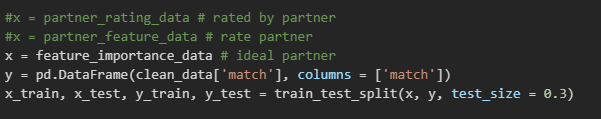 #x = partner_rating_data # rated by partner
#x = partner_feature_data # rate partner
x = feature_importance_data # ideal partner
y = pd.DataFrame(clean_data['match'], columns = ['match'])
x_train, x_test, y_train, y_test = train_test_split(x, y, test_size = 0.3)